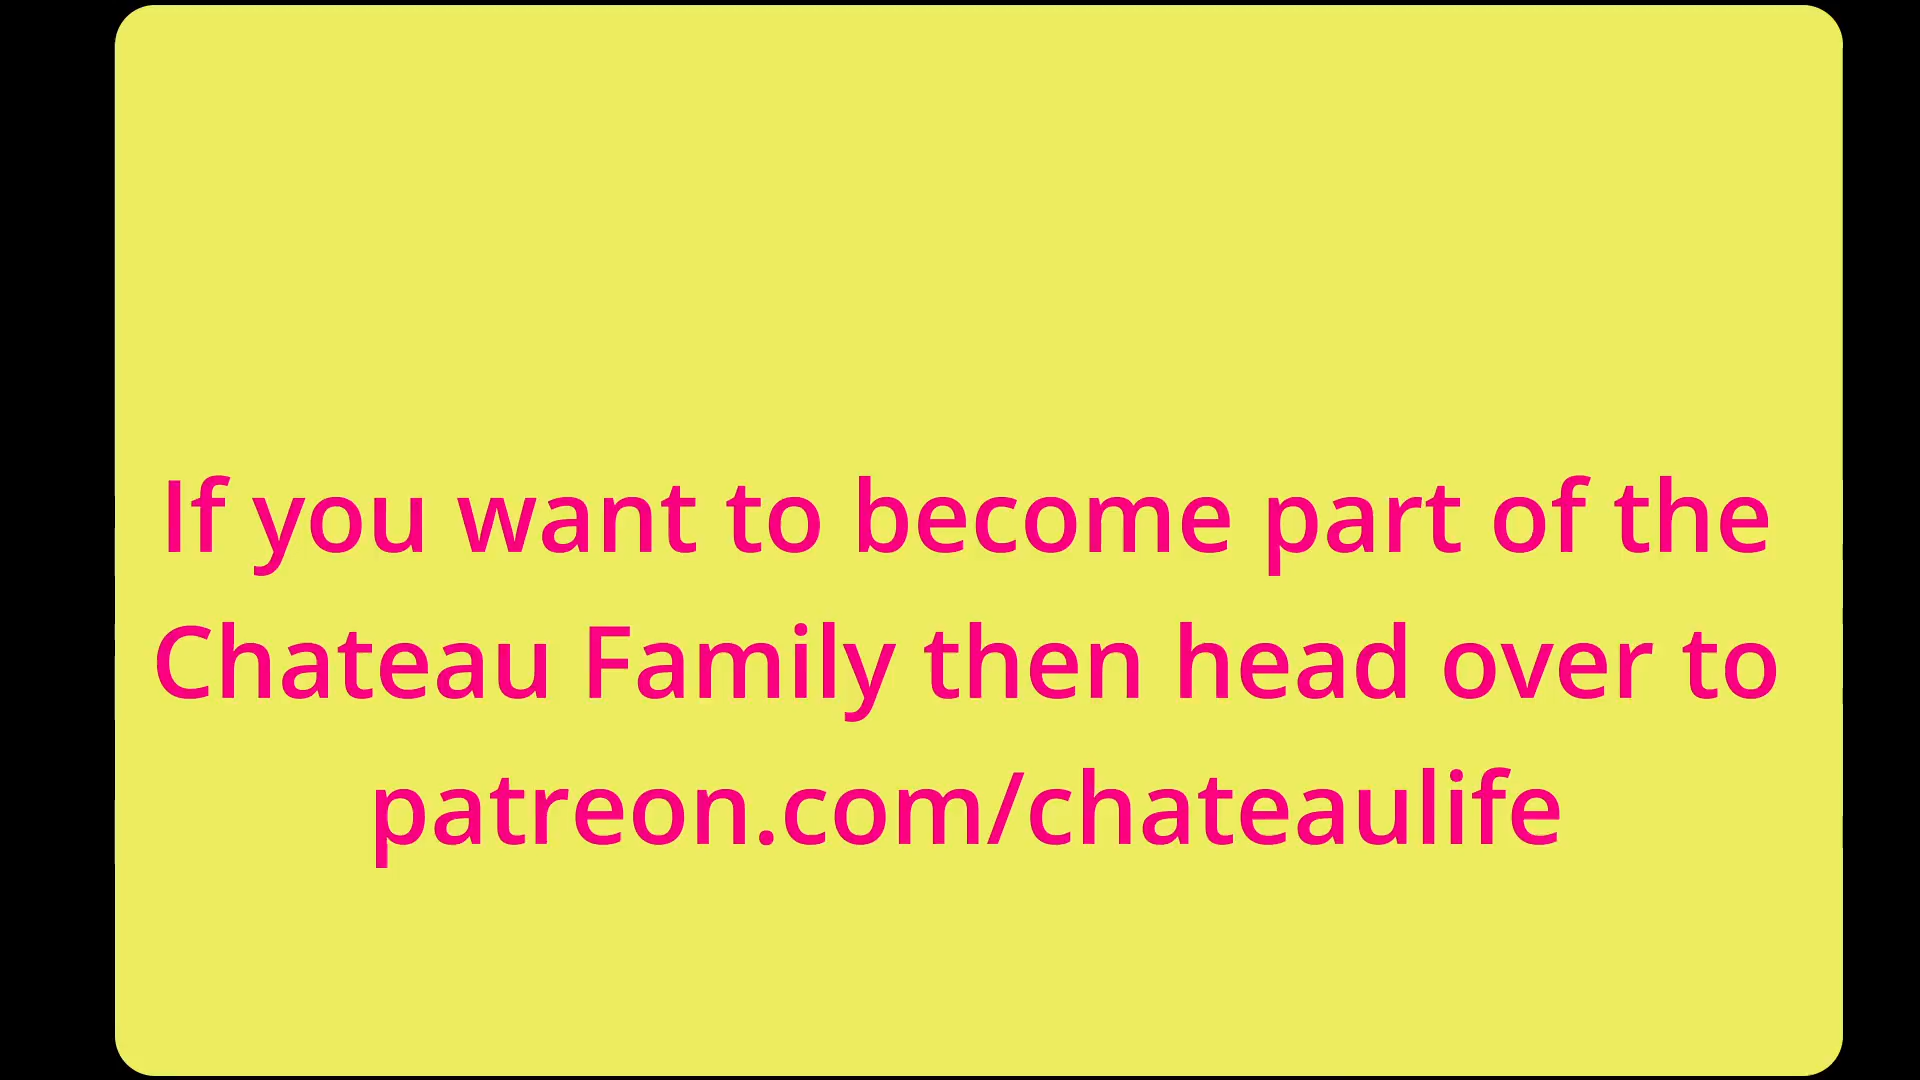 If you want to become part of the
Chateau Family then head over to
patreon.com/chateaulife